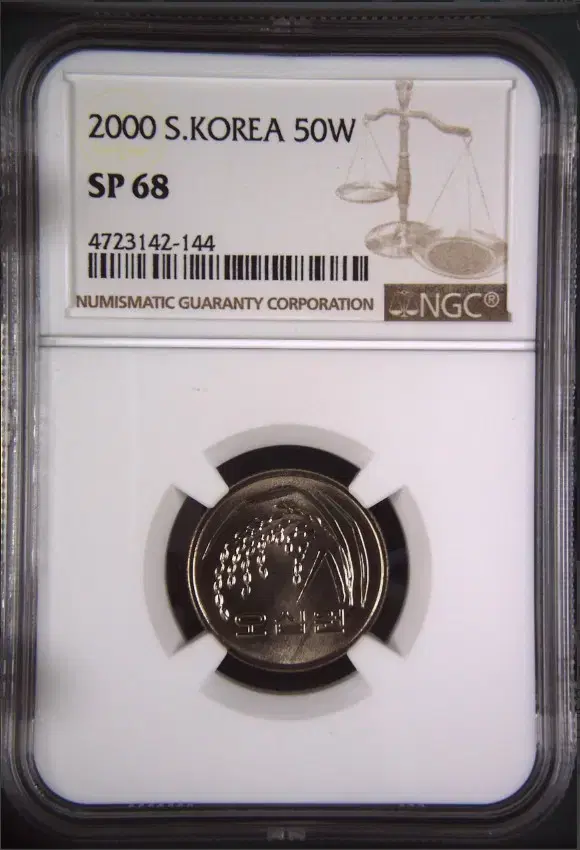 2000 S.KOREA 50W
SP 68
4723142-144
NUMISMATIC GUARANTY CORPORATION
NGC®
오십원